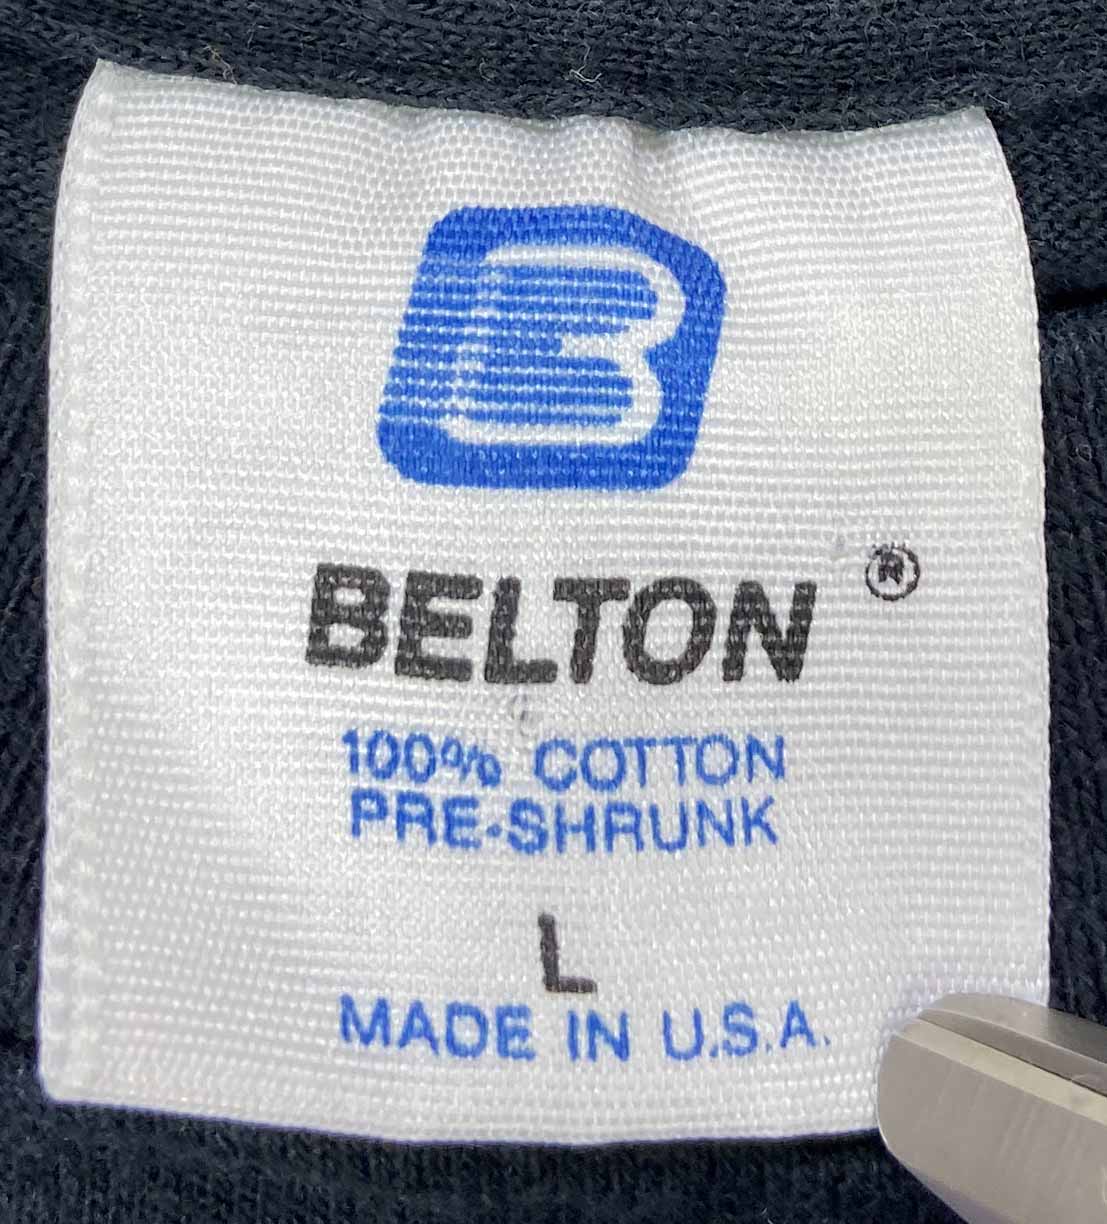 B
BELTON ®
100% COTTON
PRE-SHRUNK
L
MADE IN U.S.A.